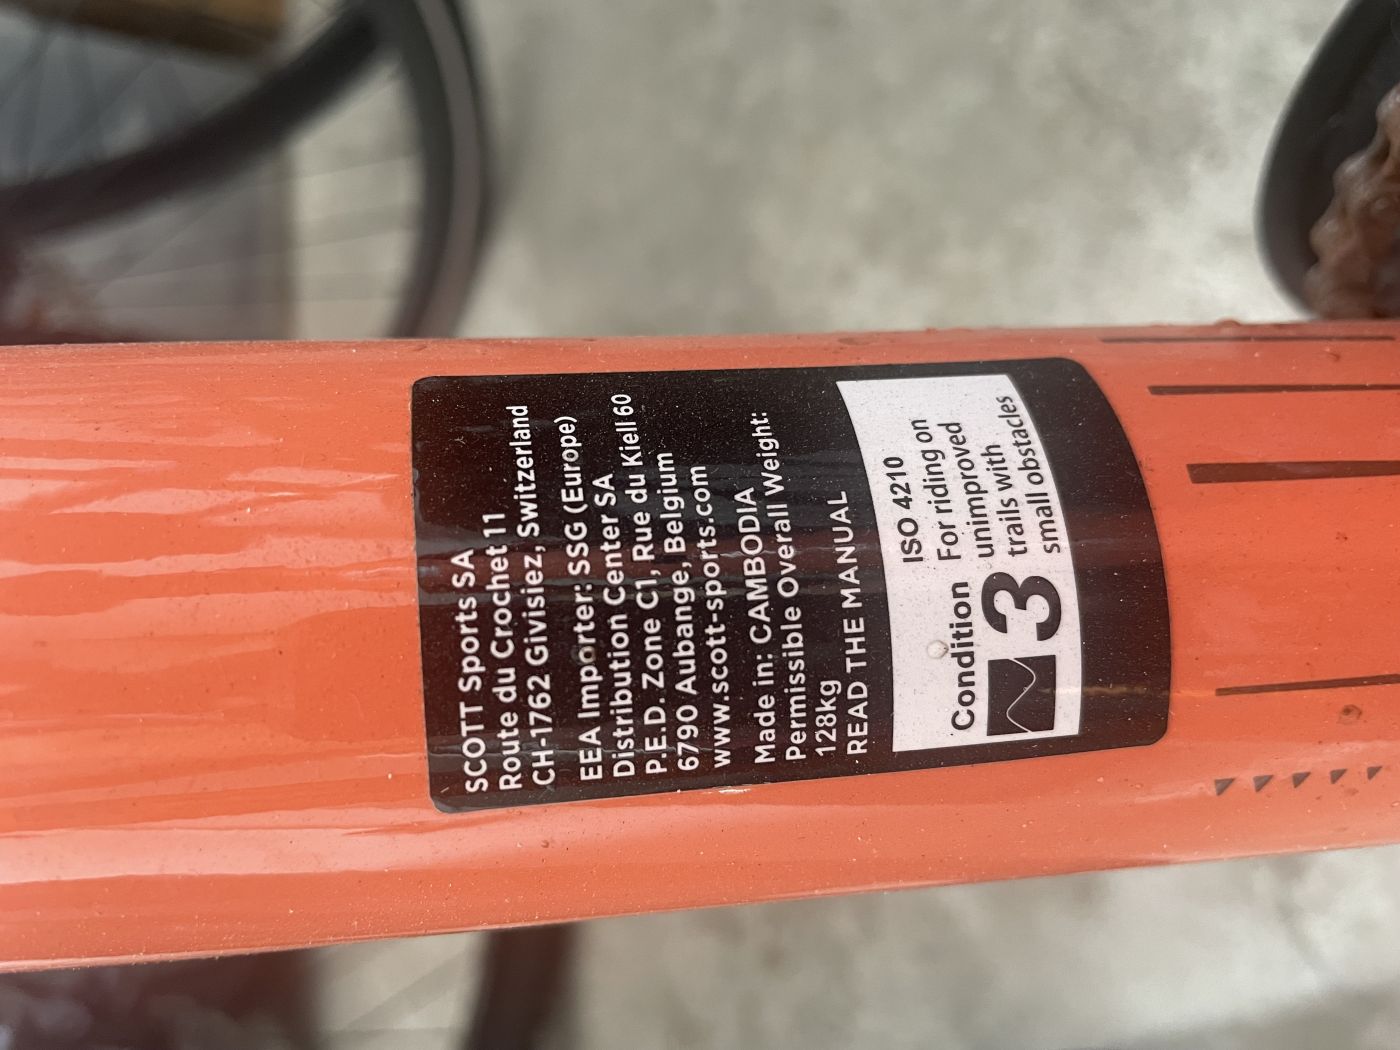 SCOTT Sports SA
Route du Crochet 11
CH-1762 Givisiez, Switzerland
EEA Importer: SSG (Europe)
Distribution Center SA
P.E.D. Zone C1, Rue du Kiell 60
6790 Aubange, Belgium
www.scott-sports.com
Made in: CAMBODIA
Permissible Overall Weight:
128kg
READ THE MANUAL
ISO 4210
Condition
3
For riding on
unimproved
trails with
small obstacles